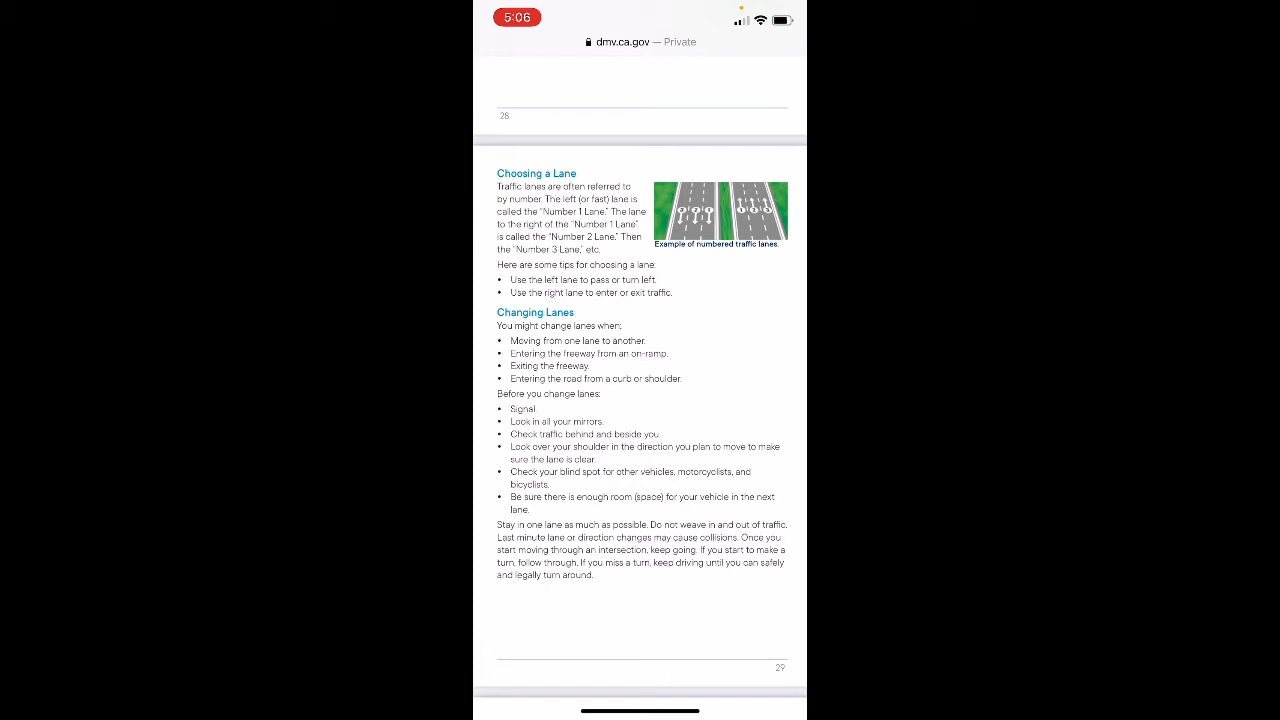 5:06
dmv.ca.gov — Private
28
Choosing a Lane
Traffic lanes are often referred to
by number. The left (or fast) lane is
called the "Number 1 Lane." The lane
to the right of the "Number 1 Lane"
is called the "Number 2 Lane." Then
the "Number 3 Lane," etc.
Example of numbered traffic lanes.
Here are some tips for choosing a lane:
• Use the left lane to pass or turn left.
• Use the right lane to enter or exit traffic.
Changing Lanes
You might change lanes when:
• Moving from one lane to another.
• Entering the freeway from an on-ramp.
• Exiting the freeway.
• Entering the road from a curb or shoulder.
Before you change lanes:
• Signal.
• Look in all your mirrors.
• Check traffic behind and beside you.
• Look over your shoulder in the direction you plan to move to make
sure the lane is clear.
• Check your blind spot for other vehicles, motorcyclists, and
bicyclists.
• Be sure there is enough room (space) for your vehicle in the next
lane.
Stay in one lane as much as possible. Do not weave in and out of traffic.
Last minute lane or direction changes may cause collisions. Once you
start moving through an intersection, keep going. If you start to make a
turn, follow through. If you miss a turn, keep driving until you can safely
and legally turn around.
29